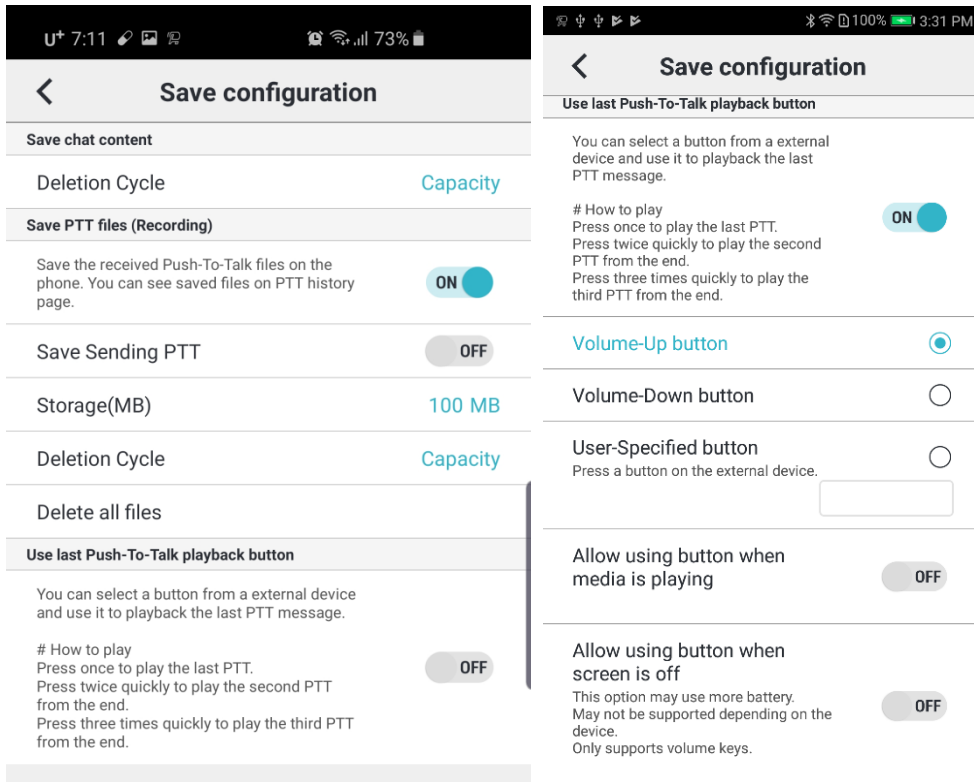 U+ 7:11 73%
Save configuration
Save chat content
Deletion Cycle Capacity
Save PTT files (Recording)
Save the received Push-To-Talk files on the
phone. You can see saved files on PTT history
page.
ON
Save Sending PTT OFF
Storage(MB) 100 MB
Deletion Cycle Capacity
Delete all files
Use last Push-To-Talk playback button
You can select a button from a external device
and use it to playback the last PTT message.
# How to play
Press once to play the last PTT.
Press twice quickly to play the second PTT
from the end.
Press three times quickly to play the third PTT
from the end.
OFF
100% 3:31 PM
Save configuration
Use last Push-To-Talk playback button
You can select a button from a external
device and use it to playback the last
PTT message.
# How to play
Press once to play the last PTT.
Press twice quickly to play the second
PTT from the end.
Press three times quickly to play the
third PTT from the end.
ON
Volume-Up button
Volume-Down button
User-Specified button
Press a button on the external device.
Allow using button when
media is playing
OFF
Allow using button when
screen is off
This option may use more battery.
May not be supported depending on the
device.
Only supports volume keys.
OFF